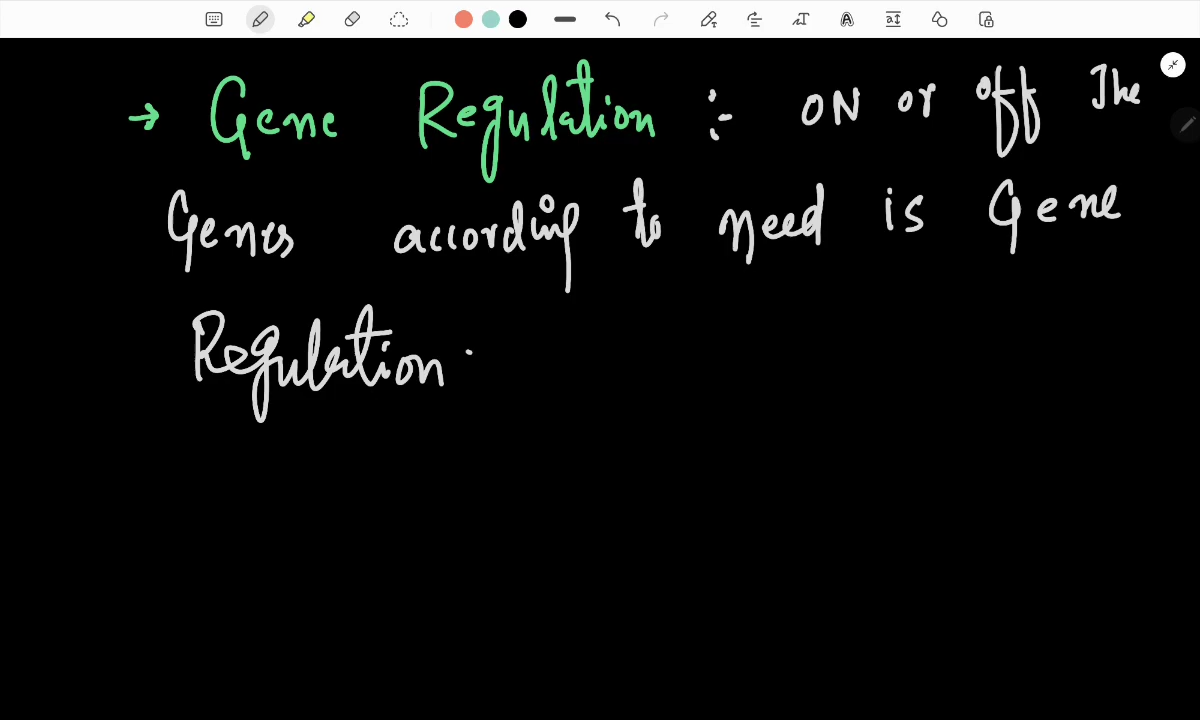 → Gene Regulation :- ON or off The
Genes according to need is Gene
Regulation.